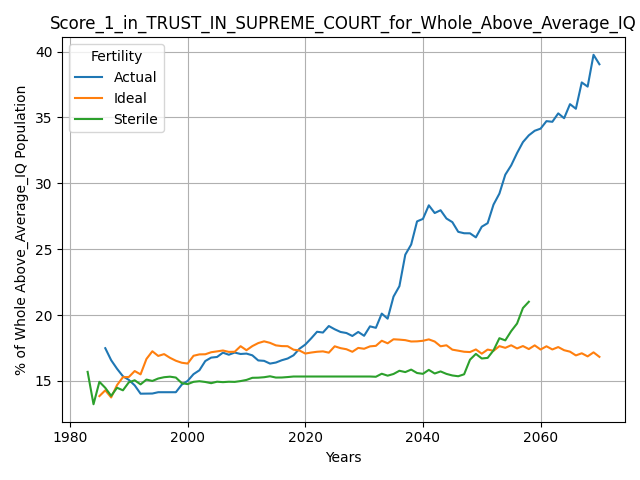 Score_1_in_TRUST_IN_SUPREME_COURT_for_Whole_Above_Average_IQ
% of Whole Above_Average_IQ Population
40
35
30
25
20
15
Fertility
Actual
Ideal
Sterile
1980
2000
2020
2040
2060
Years